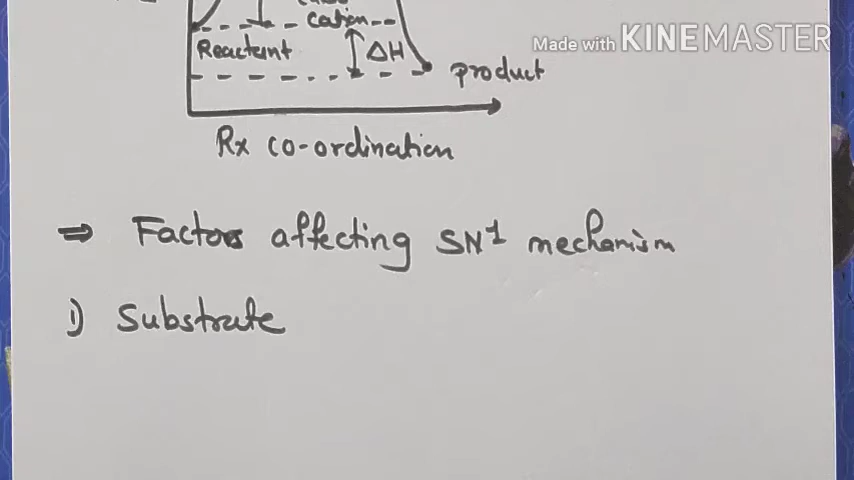 cation
Made with KINEMASTER
Reactent
ΔH
product
Rx co-ordination
⇒ Factors affecting SN1 mechanism
1) Substrate